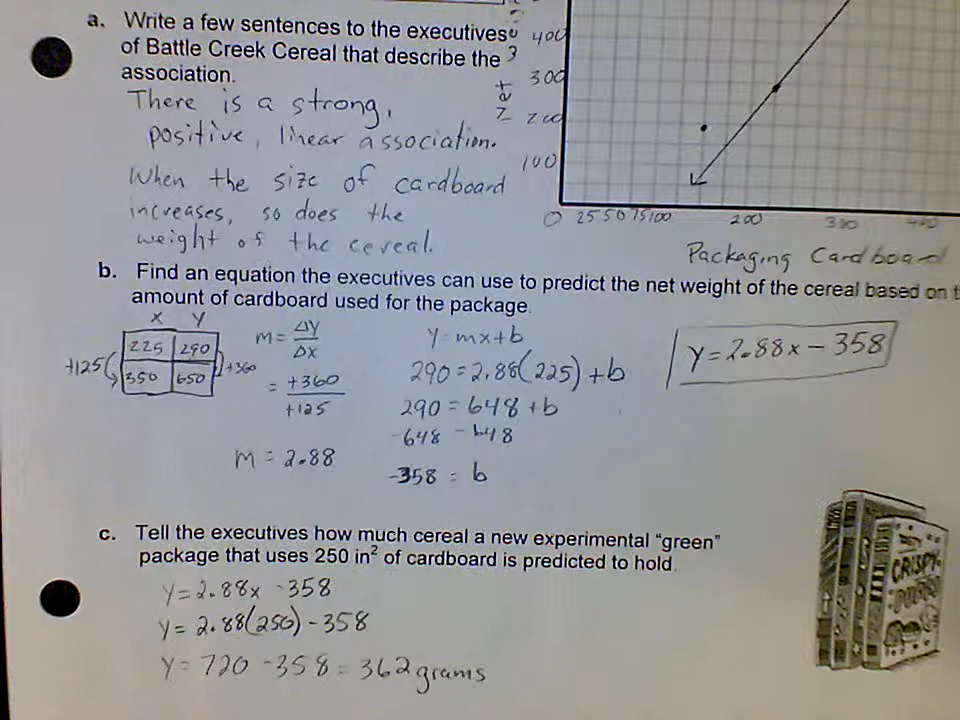 a. Write a few sentences to the executives
of Battle Creek Cereal that describe the
association.
There is a strong,
positive, linear association.
When the size of cardboard
increases, so does the
weight of the cereal.
400
300
200
100
Net
0 25 50 75 100 200 300 400
Packaging Cardboard
b. Find an equation the executives can use to predict the net weight of the cereal based on
amount of cardboard used for the package.
X Y
225 290
350 650
+125
+360
m = ΔY/ΔX
= +360/+125
m = 2.88
y = mx + b
290 = 2.88(225) + b
290 = 648 + b
-648 -648
-358 = b
y = 2.88x - 358
c. Tell the executives how much cereal a new experimental “green”
package that uses 250 in² of cardboard is predicted to hold.
y = 2.88x - 358
y = 2.88(250) - 358
y = 720 - 358 = 362 grams
CRISPY